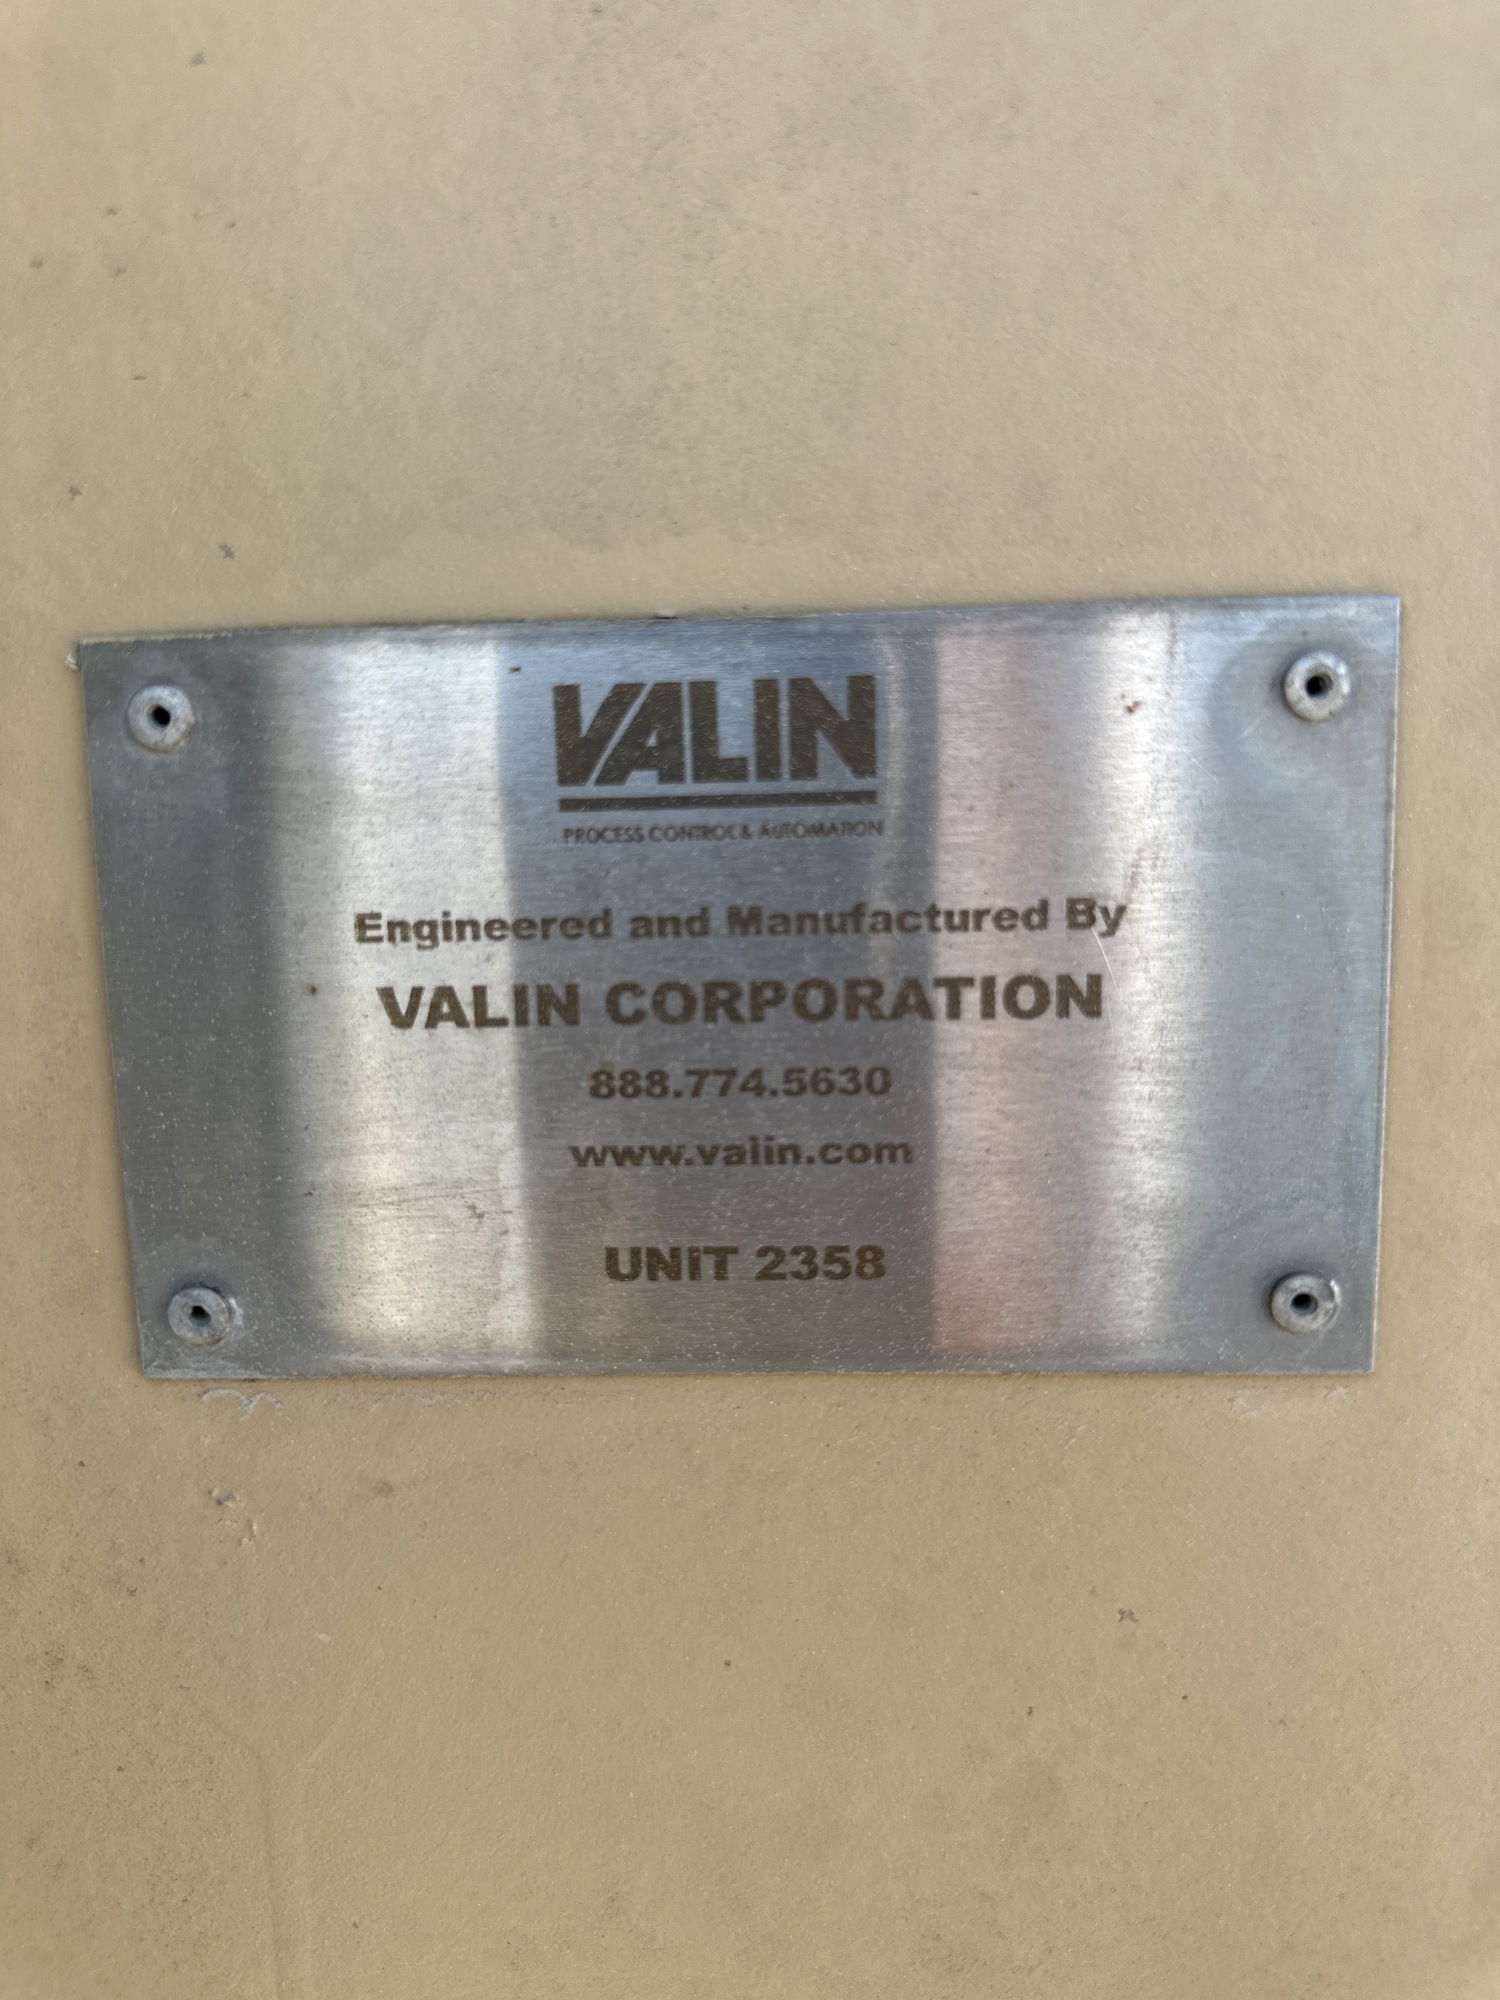 VALIN
PROCESS CONTROL & AUTOMATION
Engineered and Manufactured By
VALIN CORPORATION
888.774.5630
www.valin.com
UNIT 2358